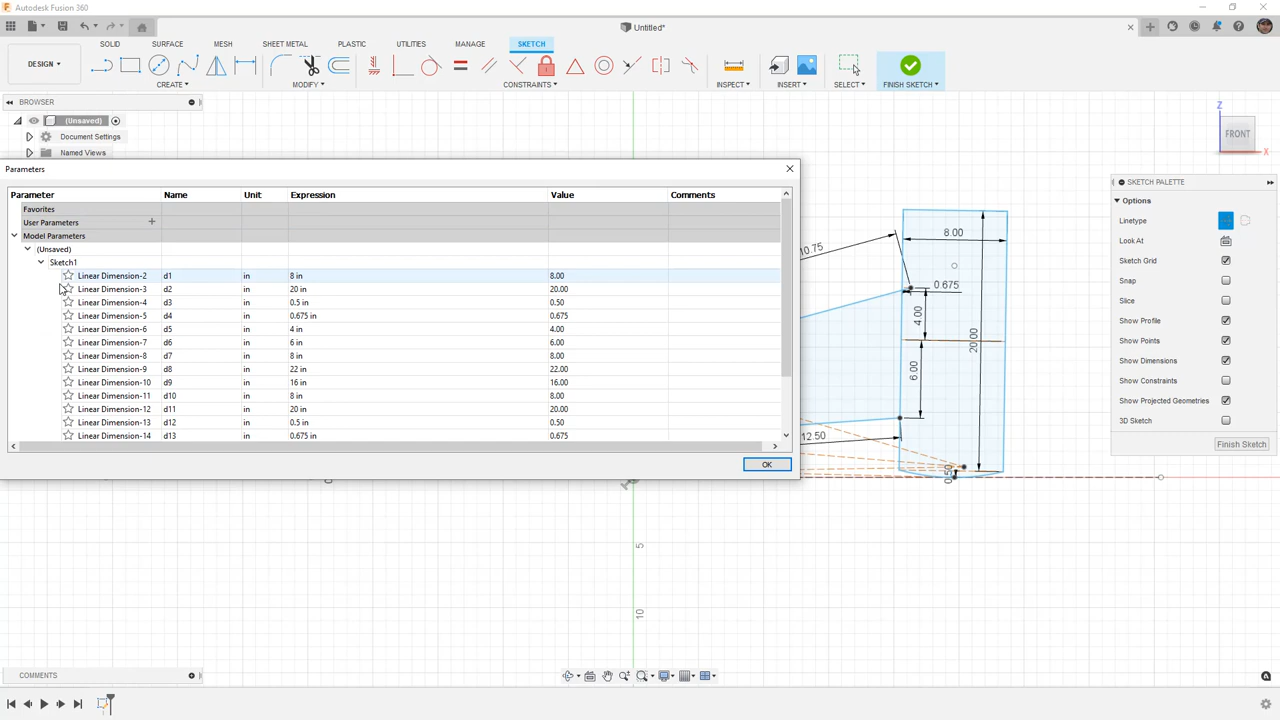 Autodesk Fusion 360
Untitled*
DESIGN
SOLID SURFACE MESH SHEET METAL PLASTIC UTILITIES MANAGE SKETCH
CREATE MODIFY CONSTRAINTS INSPECT INSERT SELECT FINISH SKETCH
BROWSER
(Unsaved)
Document Settings
Named Views
Parameters
Parameter Name Unit Expression Value Comments
Favorites
User Parameters
Model Parameters
(Unsaved)
Sketch1
Linear Dimension-2 d1 in 8 in 8.00
Linear Dimension-3 d2 in 20 in 20.00
Linear Dimension-4 d3 in 0.5 in 0.50
Linear Dimension-5 d4 in 0.675 in 0.675
Linear Dimension-6 d5 in 4 in 4.00
Linear Dimension-7 d6 in 6 in 6.00
Linear Dimension-8 d7 in 8 in 8.00
Linear Dimension-9 d8 in 22 in 22.00
Linear Dimension-10 d9 in 16 in 16.00
Linear Dimension-11 d10 in 8 in 8.00
Linear Dimension-12 d11 in 20 in 20.00
Linear Dimension-13 d12 in 0.5 in 0.50
Linear Dimension-14 d13 in 0.675 in 0.675
OK
10.75
8.00
0.675
4.00
20.00
6.00
12.50
0.50
5
10
Z
FRONT
X
SKETCH PALETTE
Options
Linetype
Look At
Sketch Grid
Snap
Slice
Show Profile
Show Points
Show Dimensions
Show Constraints
Show Projected Geometries
3D Sketch
Finish Sketch
COMMENTS